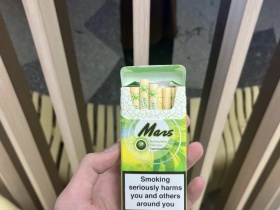 Mars
Smoking
seriously harms
you and others
around you